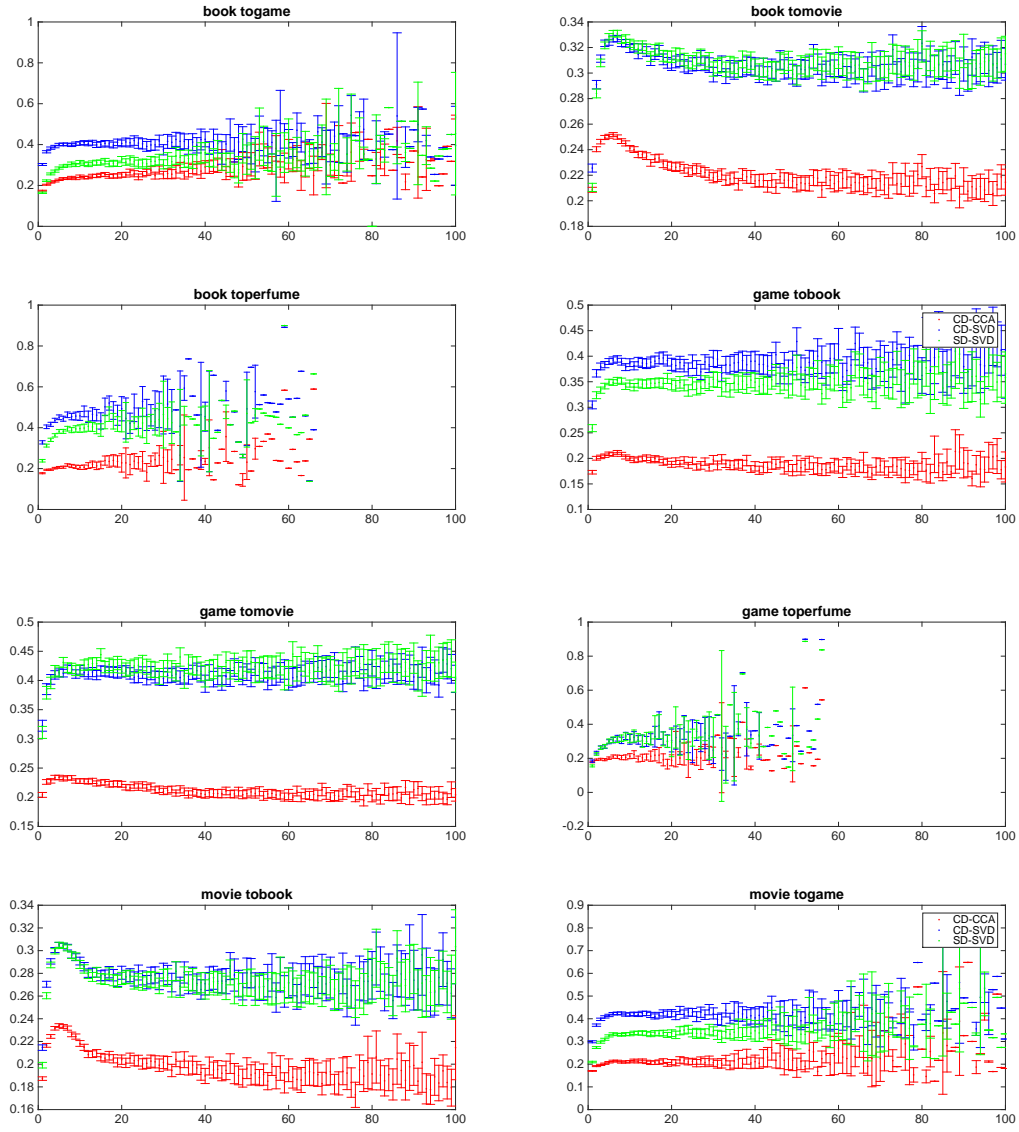 book togame
1
0.8
0.6
0.4
0.2
0
0 20 40 60 80 100
book tomovie
0.34
0.32
0.3
0.28
0.26
0.24
0.22
0.2
0.18
0 20 40 60 80 100
book toperfume
1
0.8
0.6
0.4
0.2
0
0 20 40 60 80 100
game tobook
0.5
0.45
0.4
0.35
0.3
0.25
0.2
0.15
0.1
0 20 40 60 80 100
CD-CCA
CD-SVD
SD-SVD
game tomovie
0.5
0.45
0.4
0.35
0.3
0.25
0.2
0.15
0 20 40 60 80 100
game toperfume
1
0.8
0.6
0.4
0.2
0
-0.2
0 20 40 60 80 100
movie tobook
0.34
0.32
0.3
0.28
0.26
0.24
0.22
0.2
0.18
0.16
0 20 40 60 80 100
movie togame
0.9
0.8
0.7
0.6
0.5
0.4
0.3
0.2
0.1
0
0 20 40 60 80 100
CD-CCA
CD-SVD
SD-SVD